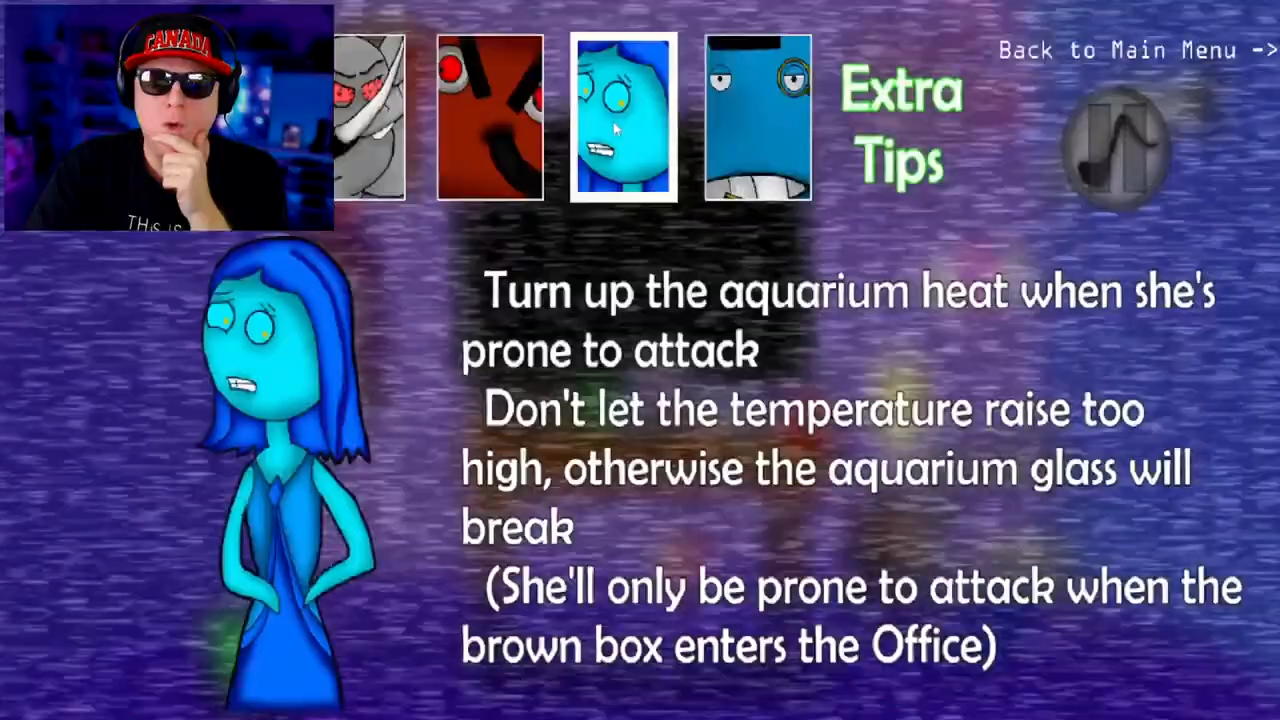 CANADA
THIS IS
Back to Main Menu ->
Extra
Tips
Turn up the aquarium heat when she's
prone to attack
Don't let the temperature raise too
high, otherwise the aquarium glass will
break
(She'll only be prone to attack when the
brown box enters the Office)